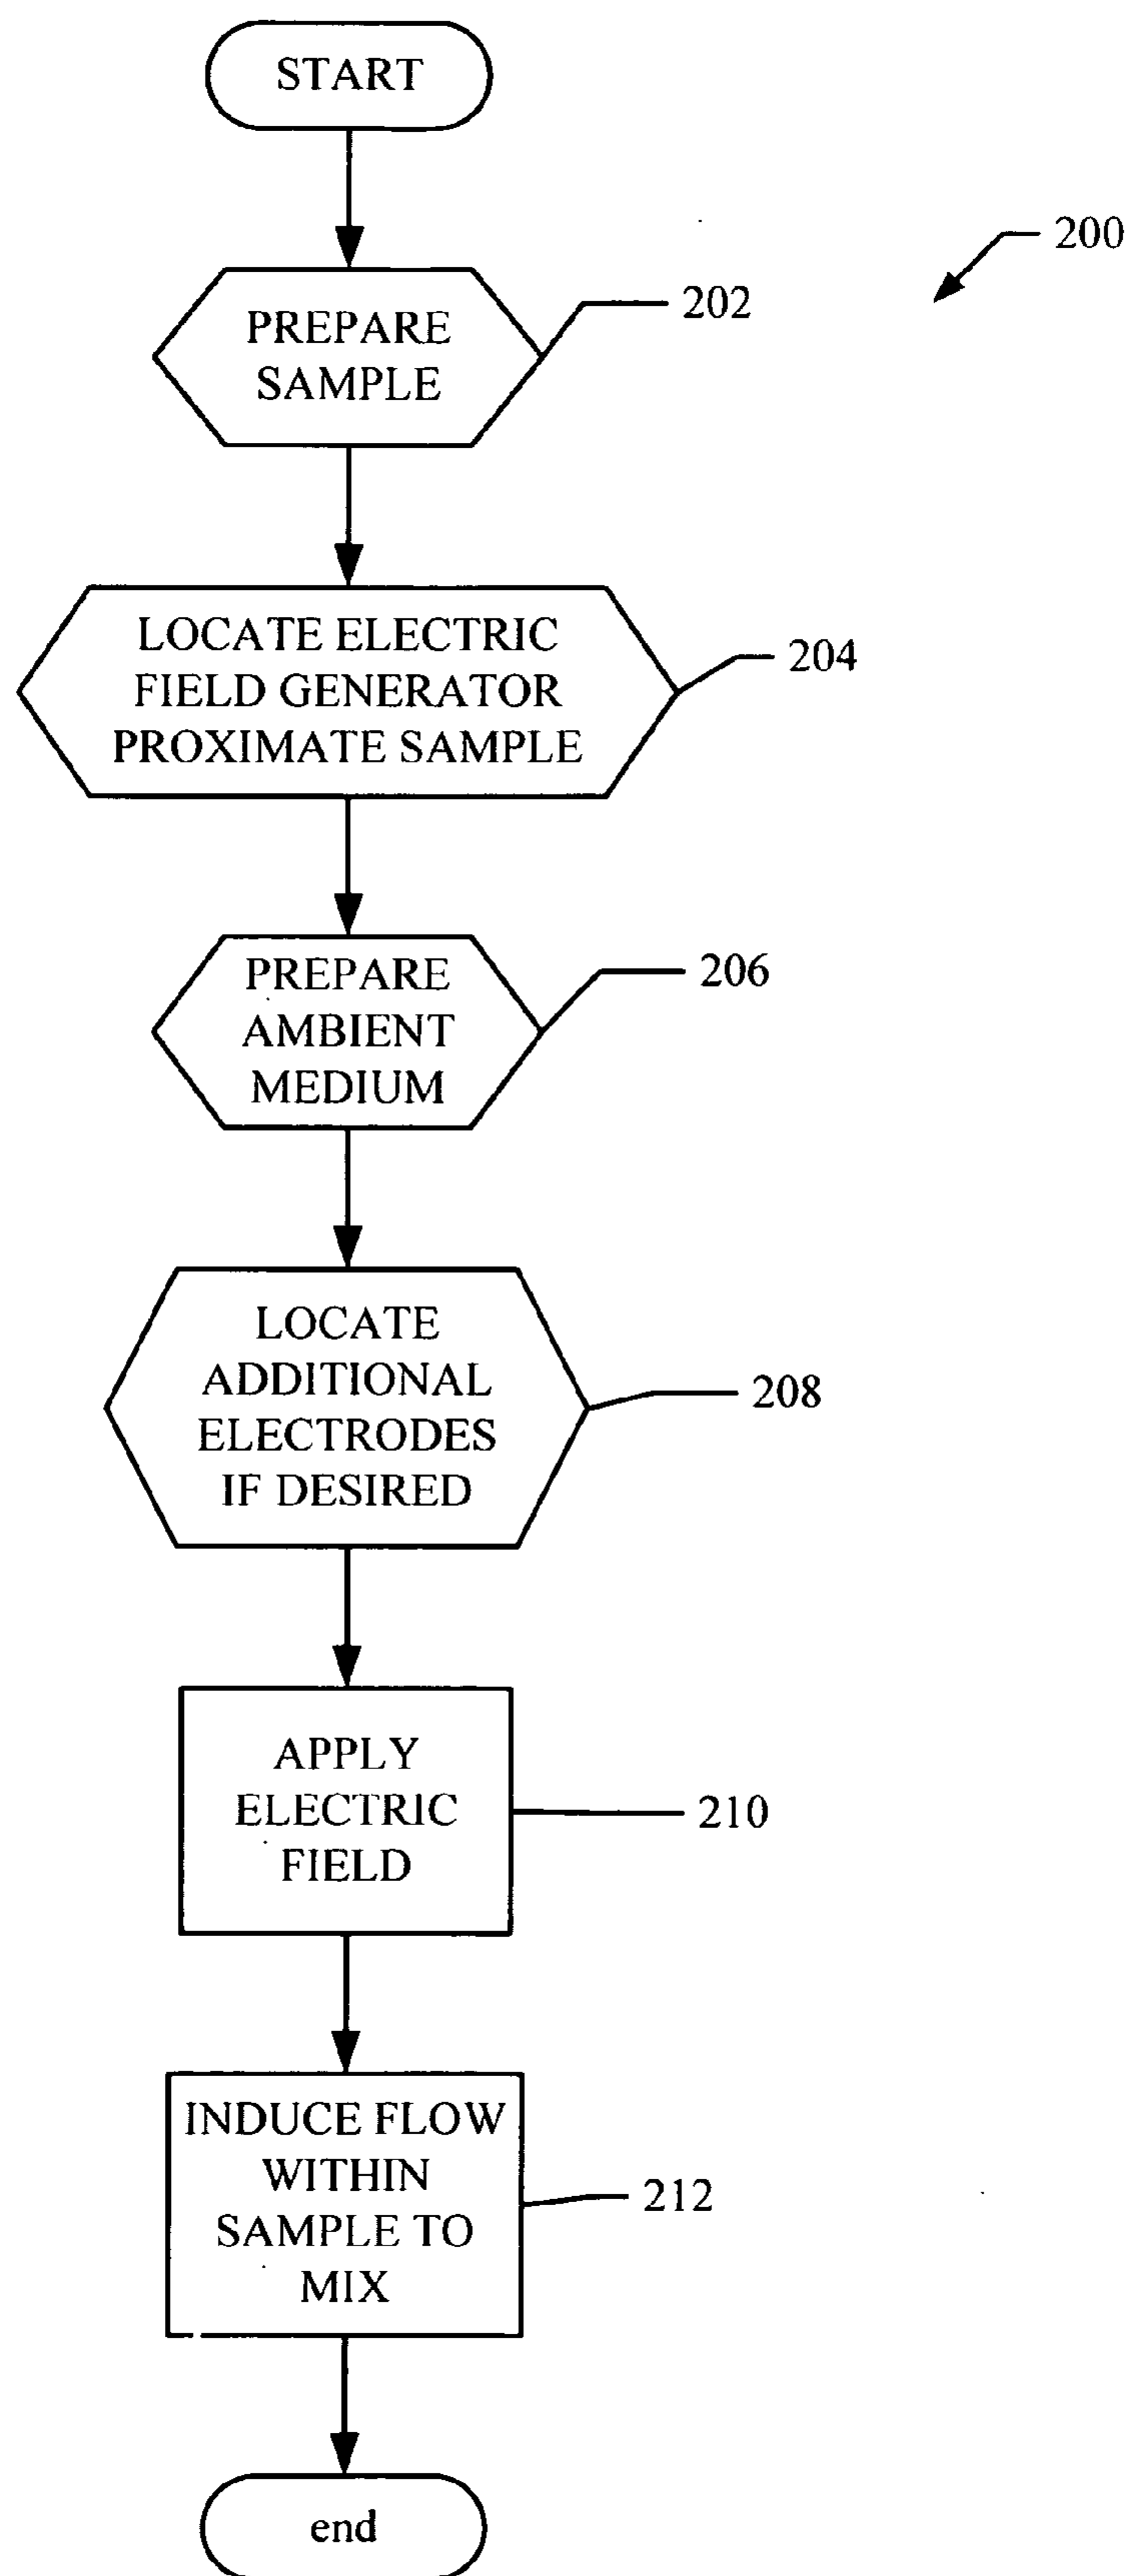 START
200
PREPARE
SAMPLE
202
LOCATE ELECTRIC
FIELD GENERATOR
PROXIMATE SAMPLE
204
PREPARE
AMBIENT
MEDIUM
206
LOCATE
ADDITIONAL
ELECTRODES
IF DESIRED
208
APPLY
ELECTRIC
FIELD
210
INDUCE FLOW
WITHIN
SAMPLE TO
MIX
212
end